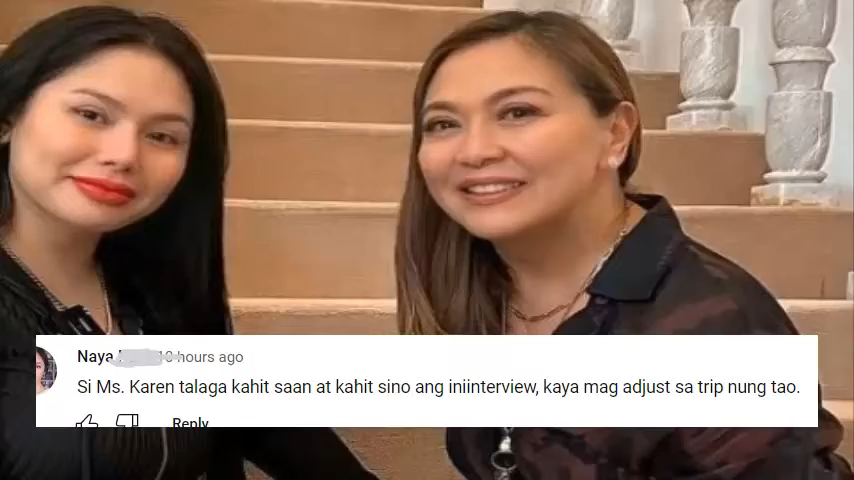 Naya hours ago
Si Ms. Karen talaga kahit saan at kahit sino ang iniinterview, kaya mag adjust sa trip nung tao.
Reply